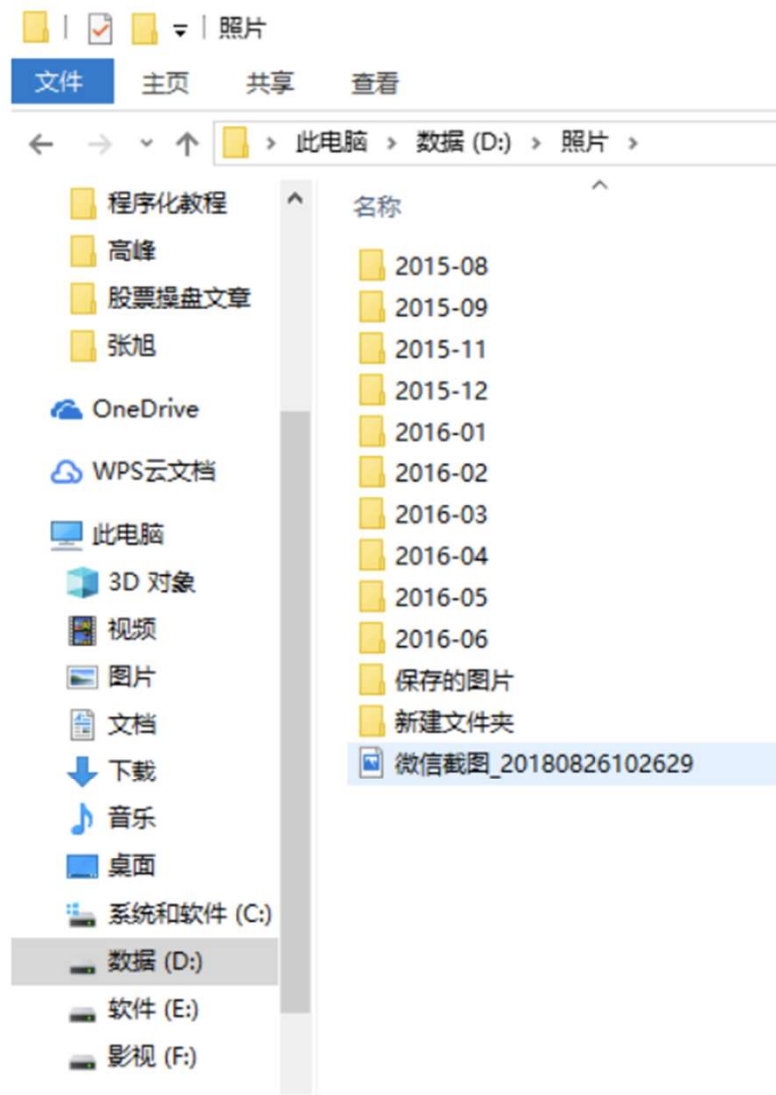 照片
文件 主页 共享 查看
此电脑 数据 (D:) 照片
程序化教程
高峰
股票操盘文章
张旭
OneDrive
WPS云文档
此电脑
3D 对象
视频
图片
文档
下载
音乐
桌面
系统和软件 (C:)
数据 (D:)
软件 (E:)
影视 (F:)
名称
2015-08
2015-09
2015-11
2015-12
2016-01
2016-02
2016-03
2016-04
2016-05
2016-06
保存的图片
新建文件夹
微信截图_20180826102629